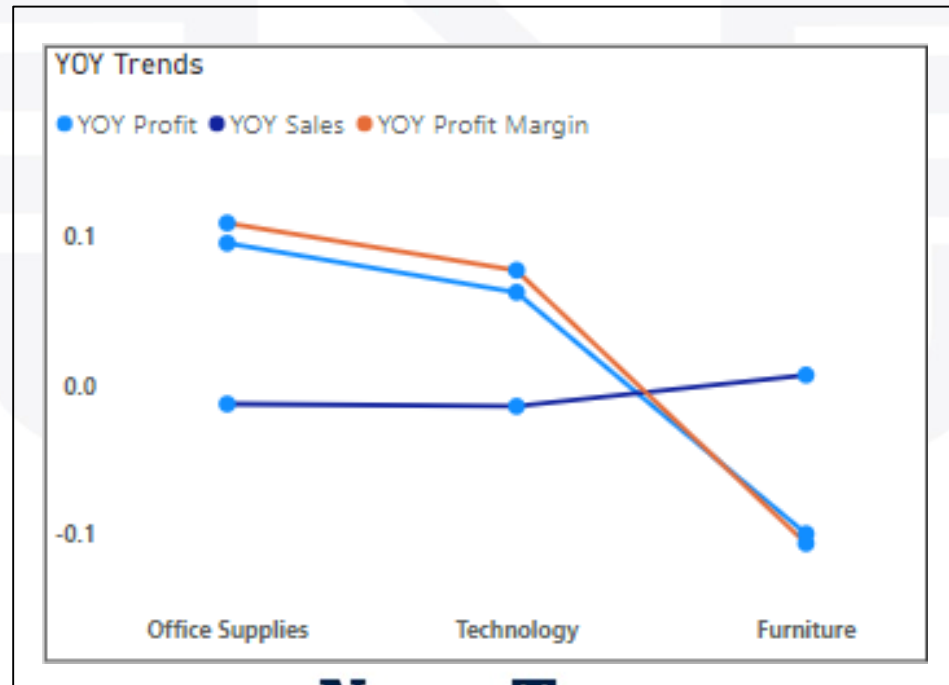 YOY Trends
YOY Profit YOY Sales YOY Profit Margin
0.1
0.0
-0.1
Office Supplies Technology Furniture